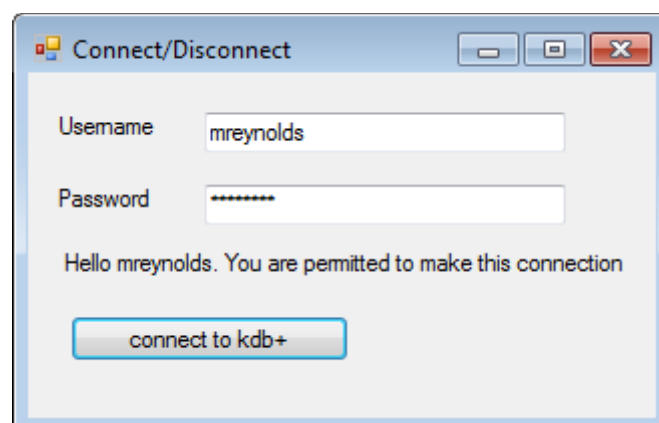 Connect/Disconnect
Username mreynolds
Password ********
Hello mreynolds. You are permitted to make this connection
connect to kdb+